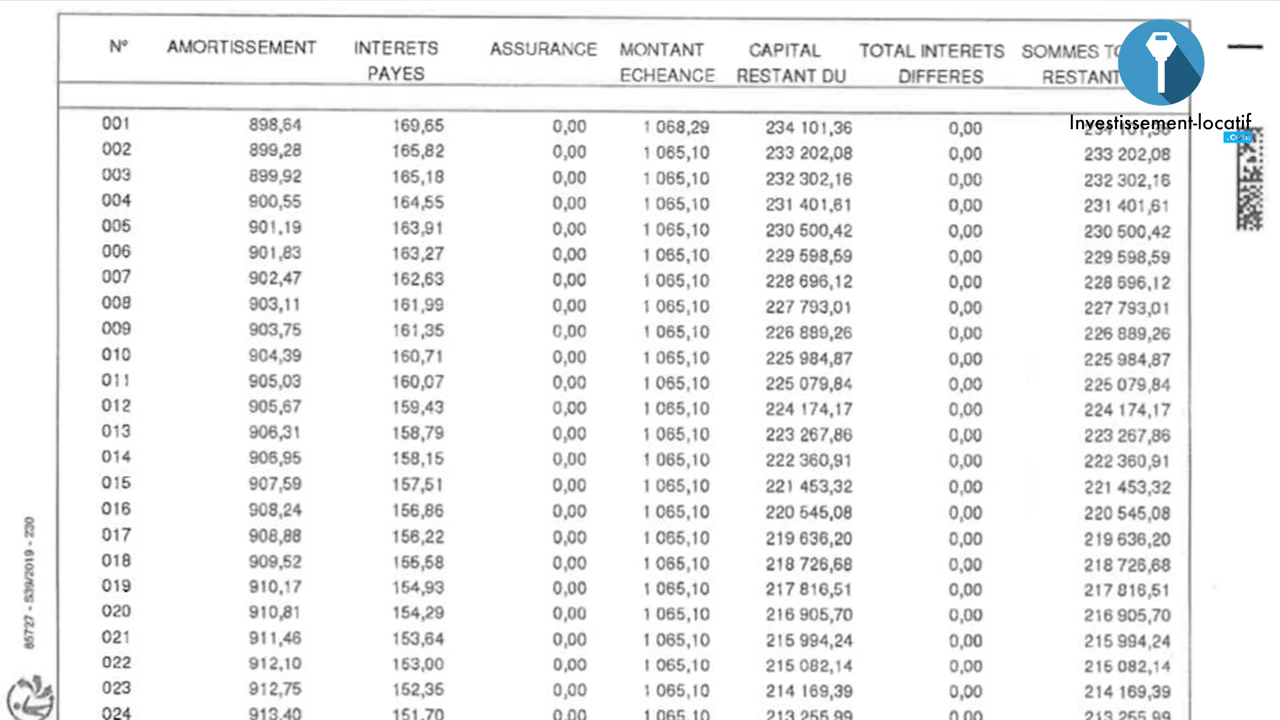 N° AMORTISSEMENT INTERETS ASSURANCE MONTANT CAPITAL TOTAL INTERETS SOMMES
PAYES ECHEANCE RESTANT DU DIFFERES RESTANT
Investissement-locatif
.com
001 898,64 169,65 0,00 1 068,29 234 101,36 0,00
002 899,28 165,82 0,00 1 065,10 233 202,08 0,00 233 202,08
003 899,92 165,18 0,00 1 065,10 232 302,16 0,00 232 302,16
004 900,55 164,55 0,00 1 065,10 231 401,61 0,00 231 401,61
005 901,19 163,91 0,00 1 065,10 230 500,42 0,00 230 500,42
006 901,83 163,27 0,00 1 065,10 229 598,59 0,00 229 598,59
007 902,47 162,63 0,00 1 065,10 228 696,12 0,00 228 696,12
008 903,11 161,99 0,00 1 065,10 227 793,01 0,00 227 793,01
009 903,75 161,35 0,00 1 065,10 226 889,26 0,00 226 889,26
010 904,39 160,71 0,00 1 065,10 225 984,87 0,00 225 984,87
011 905,03 160,07 0,00 1 065,10 225 079,84 0,00 225 079,84
012 905,67 159,43 0,00 1 065,10 224 174,17 0,00 224 174,17
013 906,31 158,79 0,00 1 065,10 223 267,86 0,00 223 267,86
014 906,95 158,15 0,00 1 065,10 222 360,91 0,00 222 360,91
015 907,59 157,51 0,00 1 065,10 221 453,32 0,00 221 453,32
016 908,24 156,86 0,00 1 065,10 220 545,08 0,00 220 545,08
017 908,88 156,22 0,00 1 065,10 219 636,20 0,00 219 636,20
018 909,52 155,58 0,00 1 065,10 218 726,68 0,00 218 726,68
019 910,17 154,93 0,00 1 065,10 217 816,51 0,00 217 816,51
020 910,81 154,29 0,00 1 065,10 216 905,70 0,00 216 905,70
021 911,46 153,64 0,00 1 065,10 215 994,24 0,00 215 994,24
022 912,10 153,00 0,00 1 065,10 215 082,14 0,00 215 082,14
023 912,75 152,35 0,00 1 065,10 214 169,39 0,00 214 169,39
024 913,40 151,70 0,00 1 065,10 213 255,99 0,00 213 255,99
85727 - S39/2019 - 230